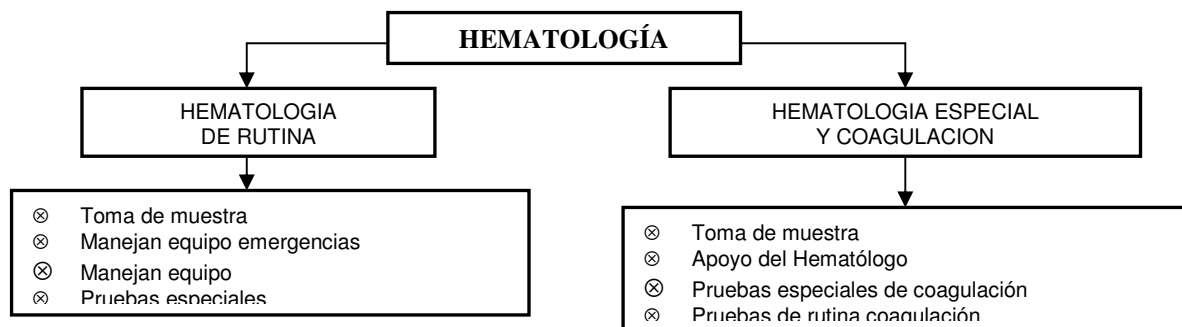 HEMATOLOGÍA
HEMATOLOGIA
DE RUTINA
HEMATOLOGIA ESPECIAL
Y COAGULACION
⊗ Toma de muestra
⊗ Manejan equipo emergencias
⊗ Manejan equipo
⊗ Pruebas especiales
⊗ Toma de muestra
⊗ Apoyo del Hematólogo
⊗ Pruebas especiales de coagulación
⊗ Pruebas de rutina coagulación